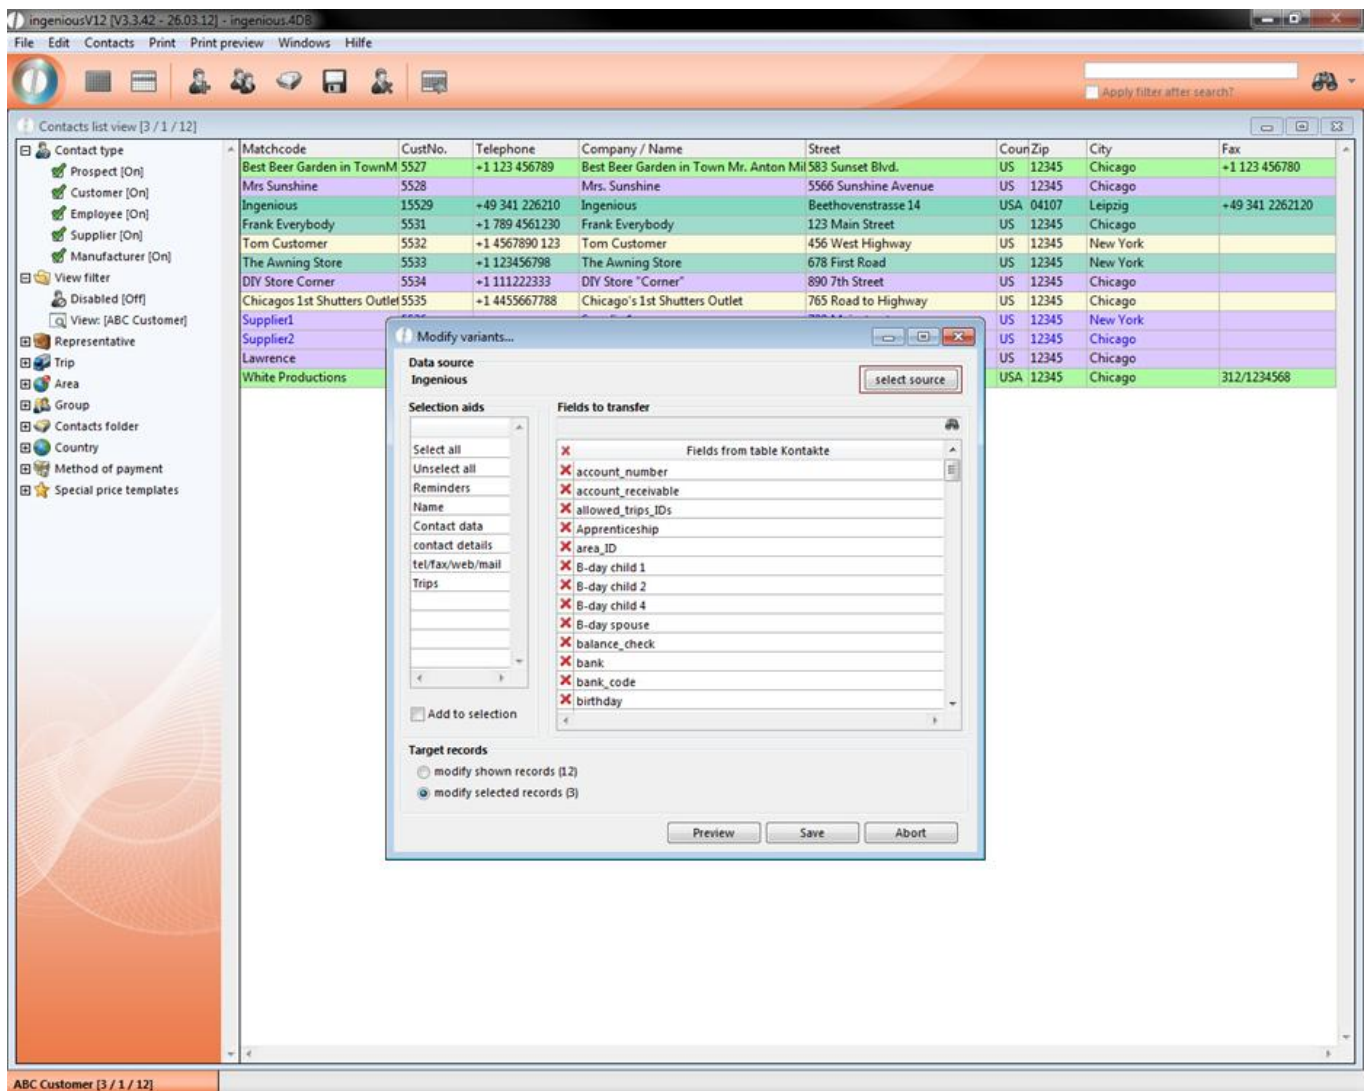 ingeniousV12 [V3.3.42 - 26.03.12] - ingenious.4DB
File Edit Contacts Print Print preview Windows Hilfe
Apply filter after search?
Contacts list view [3 / 1 / 12]
Contact type
Prospect [On]
Customer [On]
Employee [On]
Supplier [On]
Manufacturer [On]
View filter
Disabled [Off]
View: [ABC Customer]
Representative
Trip
Area
Group
Contacts folder
Country
Method of payment
Special price templates
Matchcode CustNo. Telephone Company / Name Street Coun Zip City Fax
Best Beer Garden in TownM 5527 +1 123 456789 Best Beer Garden in Town Mr. Anton Mil 583 Sunset Blvd. US 12345 Chicago +1 123 456780
Mrs Sunshine 5528 Mrs. Sunshine 5566 Sunshine Avenue US 12345 Chicago
Ingenious 15529 +49 341 226210 Ingenious Beethovenstrasse 14 USA 04107 Leipzig +49 341 2262120
Frank Everybody 5531 +1 789 4561230 Frank Everybody 123 Main Street US 12345 Chicago
Tom Customer 5532 +1 4567890 123 Tom Customer 456 West Highway US 12345 New York
The Awning Store 5533 +1 123456798 The Awning Store 678 First Road US 12345 New York
DIY Store Corner 5534 +1 111222333 DIY Store "Corner" 890 7th Street US 12345 Chicago
Chicagos 1st Shutters Outlet 5535 +1 4455667788 Chicago's 1st Shutters Outlet 765 Road to Highway US 12345 Chicago
Supplier1 US 12345 New York
Supplier2 US 12345 Chicago
Lawrence US 12345 Chicago
White Productions USA 12345 Chicago 312/1234568
Modify variants...
Data source
Ingenious
select source
Selection aids
Select all
Unselect all
Reminders
Name
Contact data
contact details
tel/fax/web/mail
Trips
Add to selection
Fields to transfer
Fields from table Kontakte
account_number
account_receivable
allowed_trips_IDs
Apprenticeship
area_ID
B-day child 1
B-day child 2
B-day child 4
B-day spouse
balance_check
bank
bank_code
birthday
Target records
modify shown records (12)
modify selected records (3)
Preview Save Abort
ABC Customer [3 / 1 / 12]